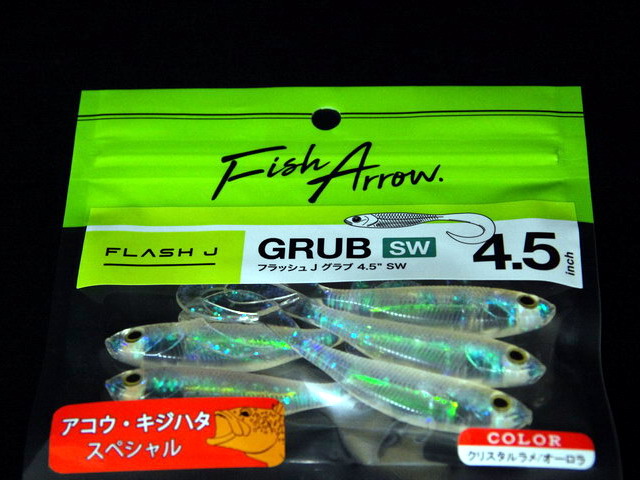 Fish Arrow.
FLASH J
GRUB SW
4.5 inch
フラッシュ J グラブ 4.5" SW
アコウ・キジハタ
スペシャル
COLOR
クリスタルラメ/オーロラ